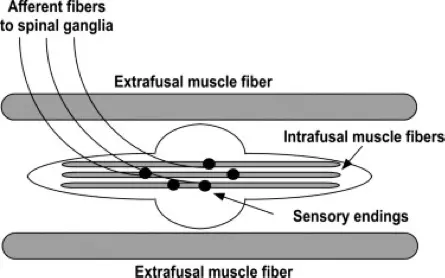 Afferent fibers
to spinal ganglia
Extrafusal muscle fiber
Intrafusal muscle fibers
Sensory endings
Extrafusal muscle fiber